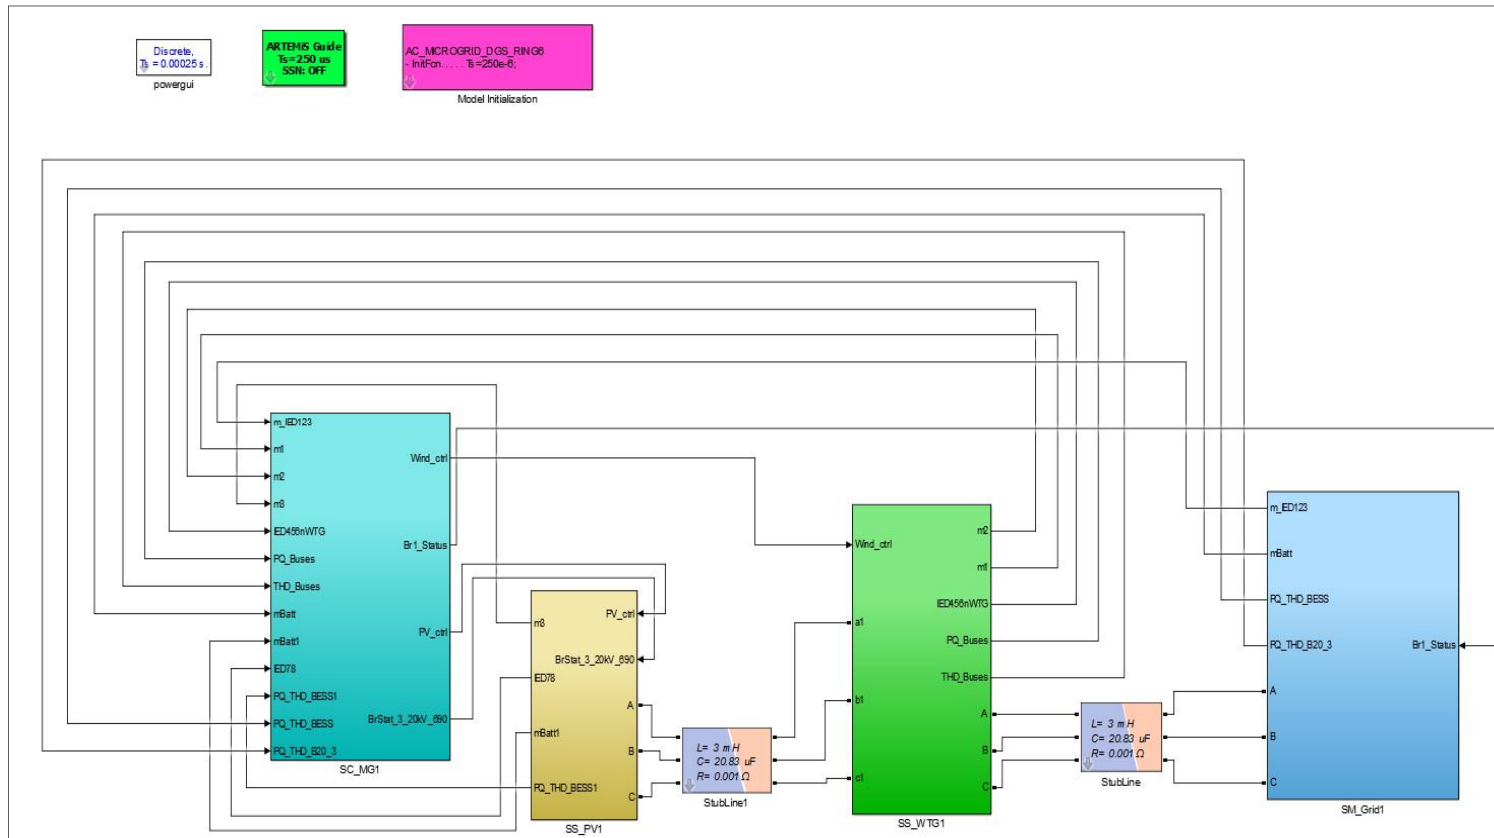 Discrete,
Ts = 0.00025 s.
powergui
ARTEMiS Guide
Ts=250 us
SSN: OFF
AC_MICROGRID_DGS_RING6
- InitFcn..... Ts=250e-6;
Model Initialization
m_IED123
m1
m2
m3
IED456nWTG
PQ_Buses
THD_Buses
mBatt
mBatt1
IED78
PQ_THD_BESS1
PQ_THD_BESS
PQ_THD_B20_3
Wind_ctrl
Br1_Status
PV_ctrl
BrStat_3_20kV_690
SC_MG1
m3
IED78
mBatt1
PQ_THD_BESS1
PV_ctrl
BrStat_3_20kV_690
A
B
C
SS_PV1
L= 3 mH
C= 20.83 uF
R= 0.001 Ω
StubLine1
Wind_ctrl
a1
b1
c1
m2
m1
IED456nWTG
PQ_Buses
THD_Buses
A
B
C
SS_WTG1
L= 3 mH
C= 20.83 uF
R= 0.001 Ω
StubLine
m_IED123
mBatt
PQ_THD_BESS
PQ_THD_B20_3
A
B
C
Br1_Status
SM_Grid1